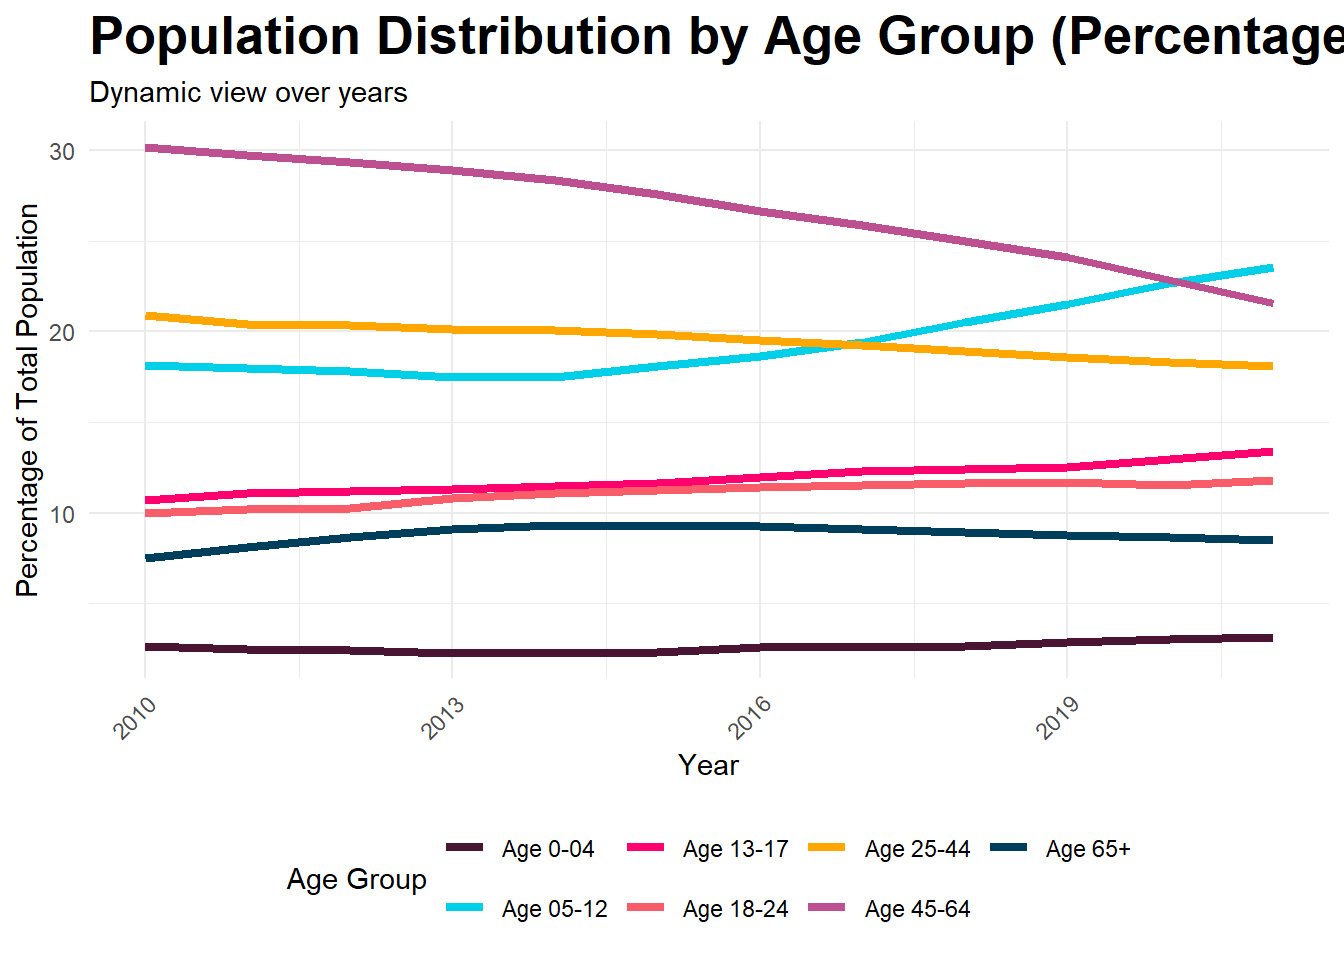 Population Distribution by Age Group (Percentage
Dynamic view over years
Percentage of Total Population
30
20
10
2010
2013
2016
2019
Year
Age Group
Age 0-04
Age 13-17
Age 25-44
Age 65+
Age 05-12
Age 18-24
Age 45-64